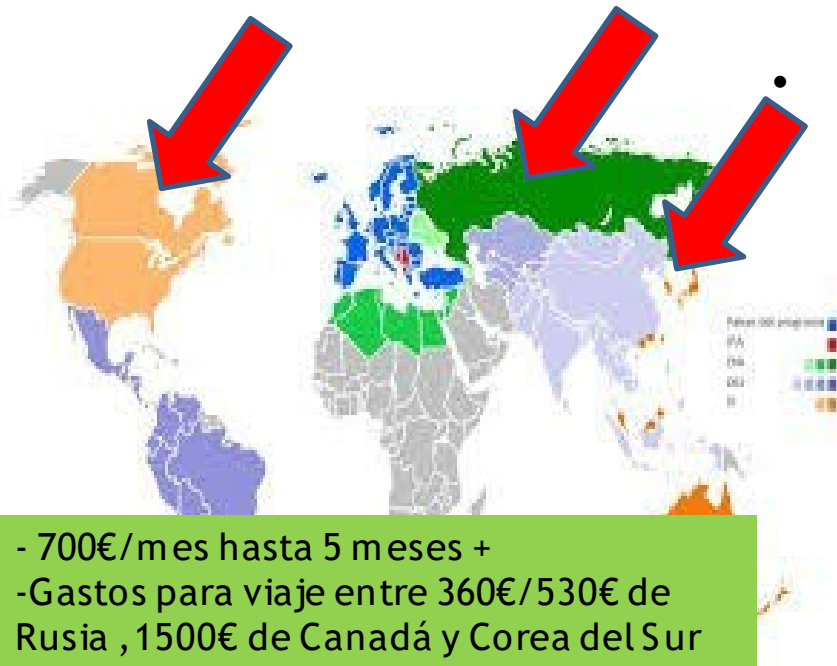 •
- 700€/mes hasta 5 meses +
-Gastos para viaje entre 360€/530€ de
Rusia , 1500€ de Canadá y Corea del Sur